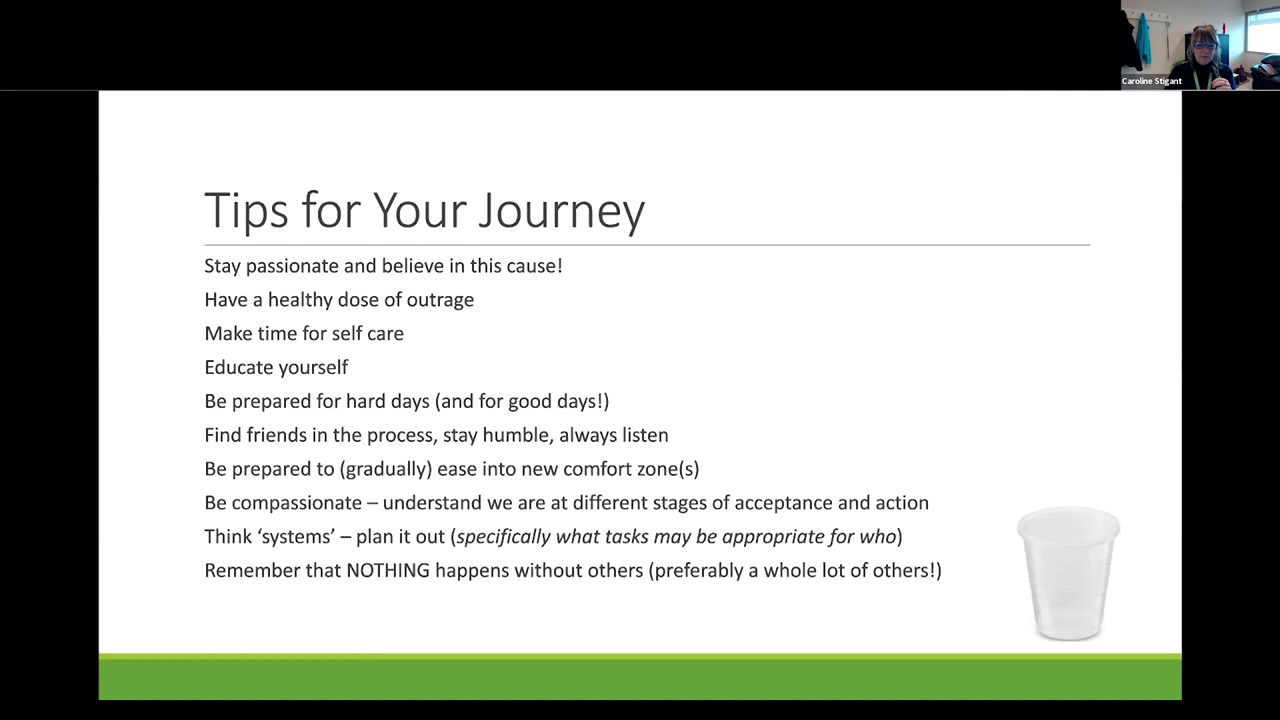 Caroline Stigant
Tips for Your Journey
Stay passionate and believe in this cause!
Have a healthy dose of outrage
Make time for self care
Educate yourself
Be prepared for hard days (and for good days!)
Find friends in the process, stay humble, always listen
Be prepared to (gradually) ease into new comfort zone(s)
Be compassionate – understand we are at different stages of acceptance and action
Think ‘systems’ – plan it out (specifically what tasks may be appropriate for who)
Remember that NOTHING happens without others (preferably a whole lot of others!)